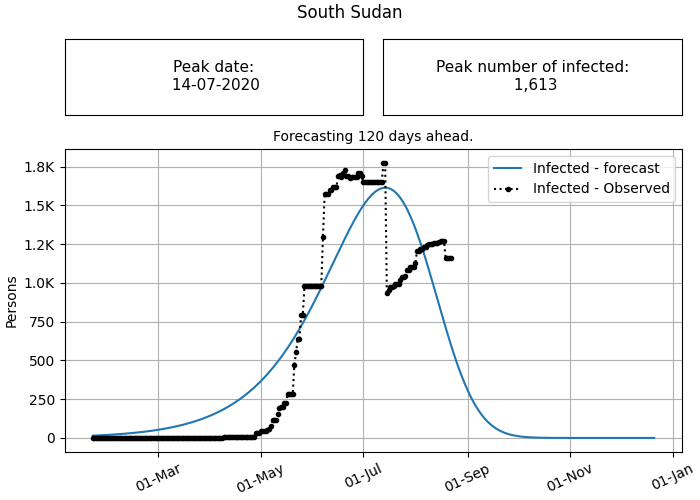 South Sudan
Peak date:
14-07-2020
Peak number of infected:
1,613
Forecasting 120 days ahead.
Infected - forecast
Infected - Observed
1.8K
1.5K
1.2K
1.0K
750
500
250
0
Persons
01-Mar
01-May
01-Jul
01-Sep
01-Nov
01-Jan